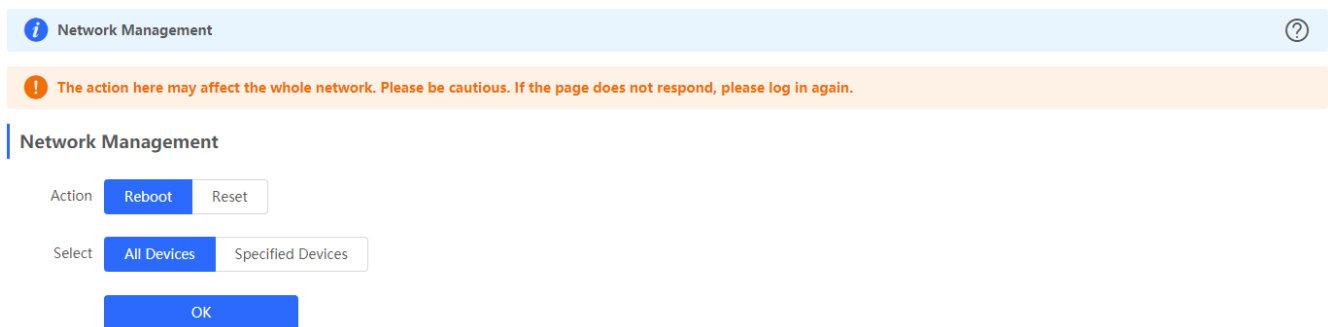 Network Management
The action here may affect the whole network. Please be cautious. If the page does not respond, please log in again.
Network Management
Action Reboot Reset
Select All Devices Specified Devices
OK